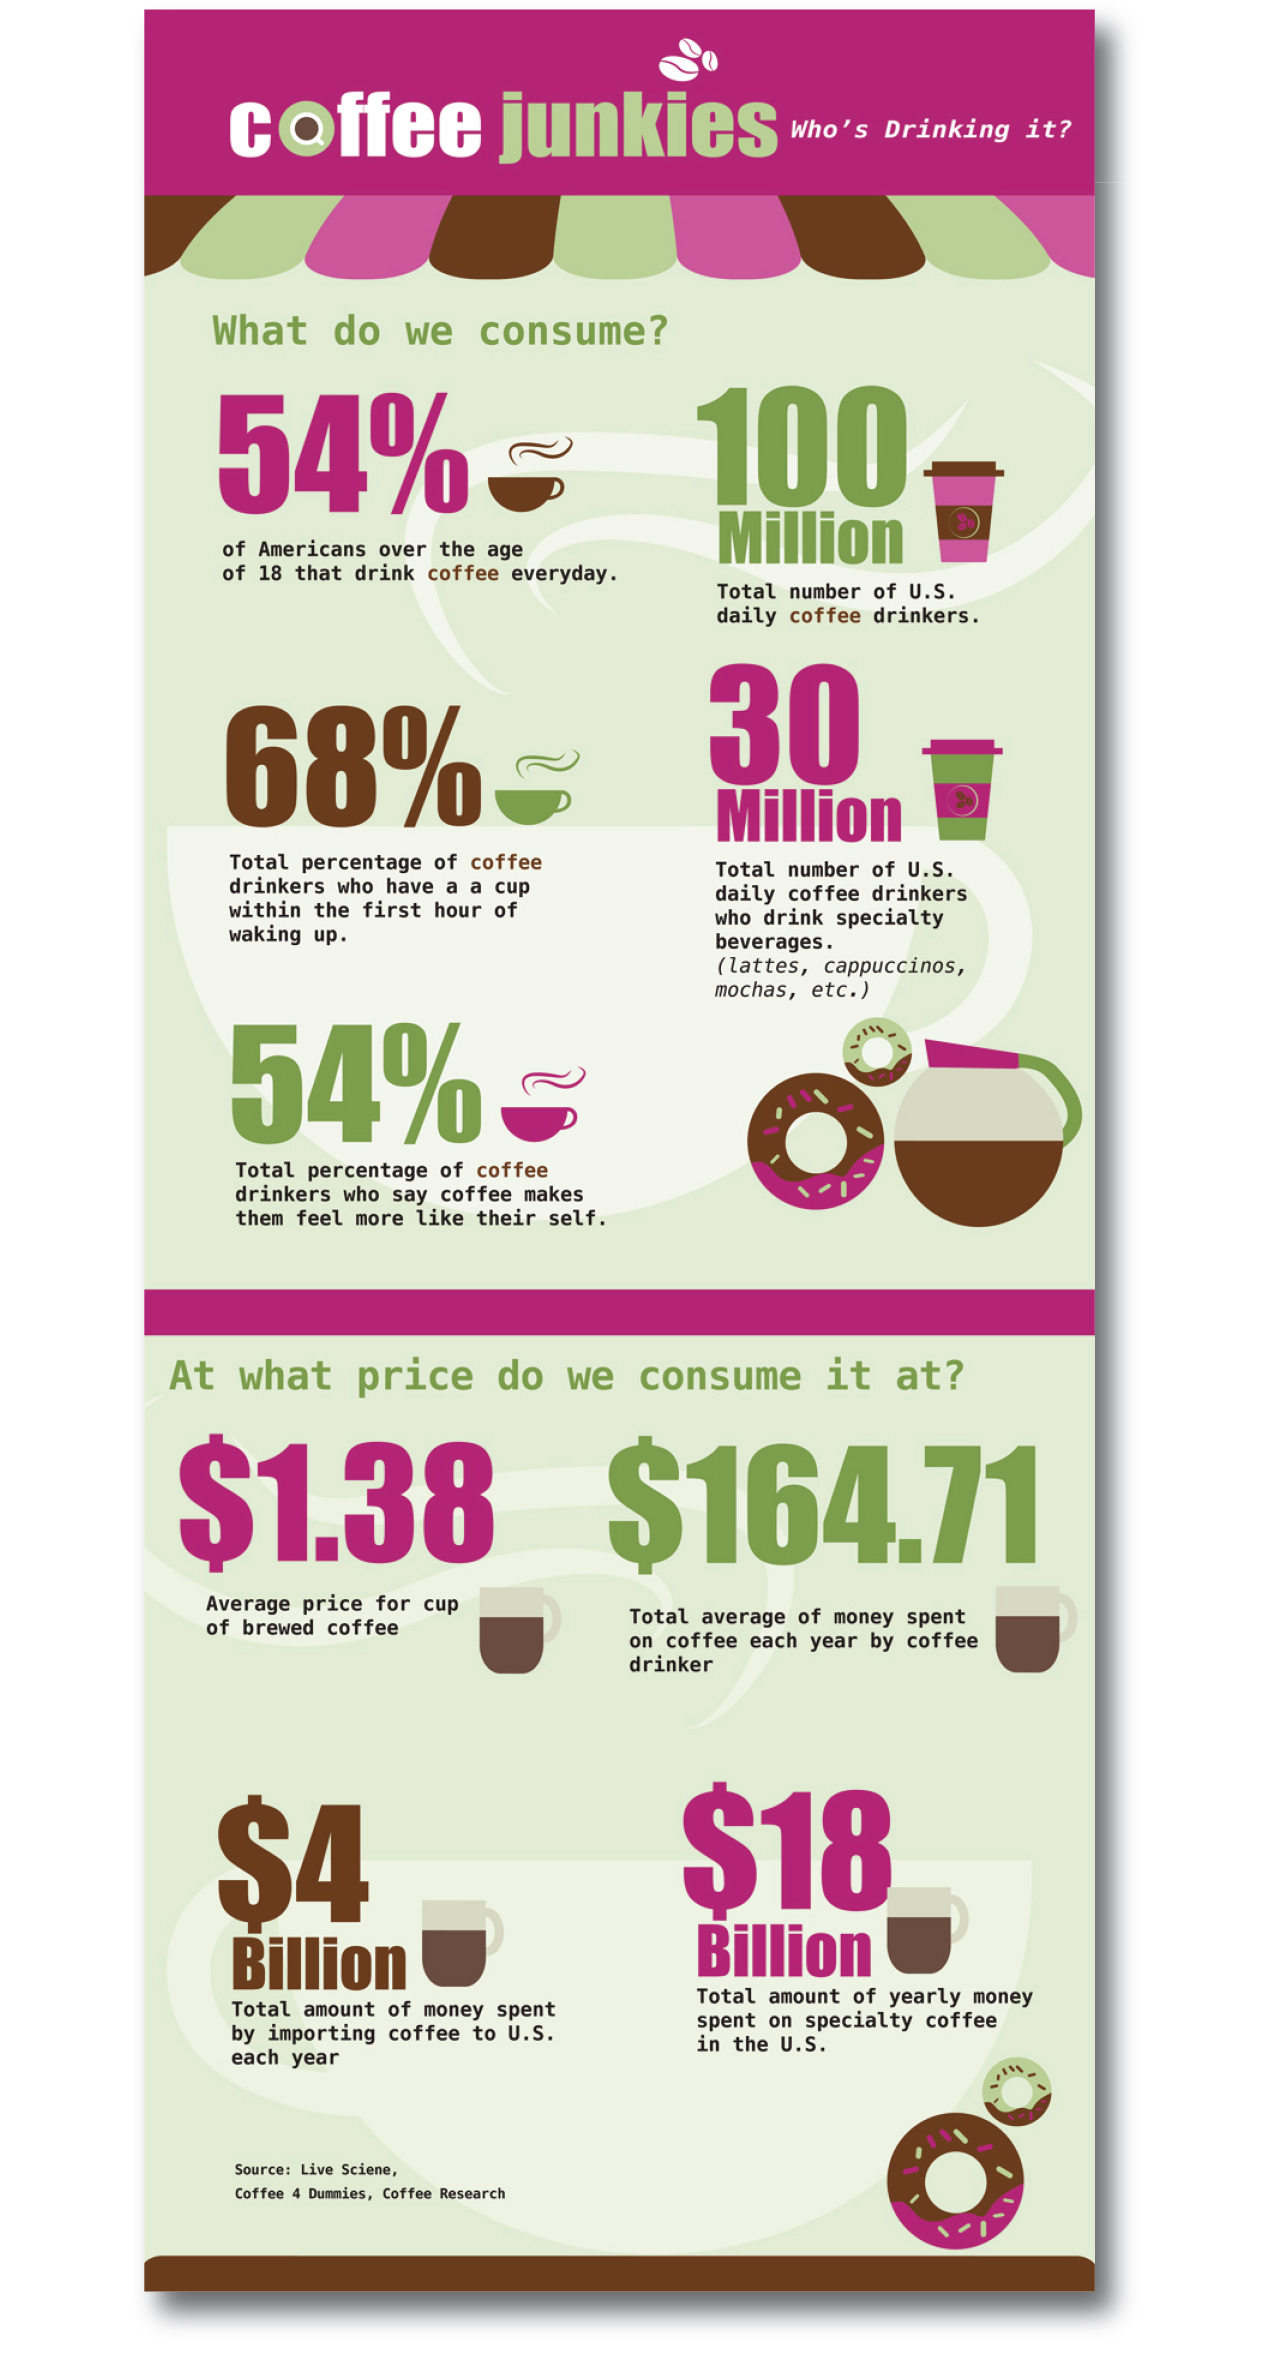 coffee junkies Who's Drinking it?
What do we consume?
54%
of Americans over the age
of 18 that drink coffee everyday.
100
Million
Total number of U.S.
daily coffee drinkers.
68%
Total percentage of coffee
drinkers who have a a cup
within the first hour of
waking up.
30
Million
Total number of U.S.
daily coffee drinkers
who drink specialty
beverages.
(lattes, cappuccinos,
mochas, etc.)
54%
Total percentage of coffee
drinkers who say coffee makes
them feel more like their self.
At what price do we consume it at?
$1.38
Average price for cup
of brewed coffee
$164.71
Total average of money spent
on coffee each year by coffee
drinker
$4
Billion
Total amount of money spent
by importing coffee to U.S.
each year
$18
Billion
Total amount of yearly money
spent on specialty coffee
in the U.S.
Source: Live Sciene,
Coffee 4 Dummies, Coffee Research